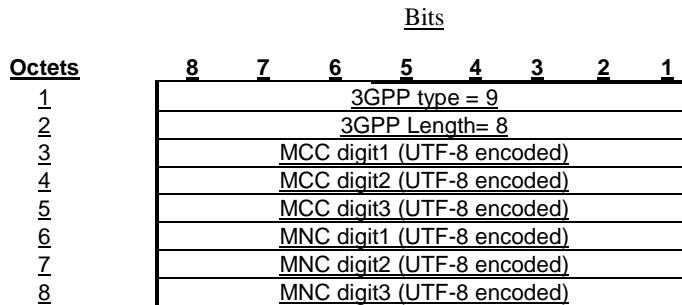 Bits
Octets 8 7 6 5 4 3 2 1
1 3GPP type = 9
2 3GPP Length= 8
3 MCC digit1 (UTF-8 encoded)
4 MCC digit2 (UTF-8 encoded)
5 MCC digit3 (UTF-8 encoded)
6 MNC digit1 (UTF-8 encoded)
7 MNC digit2 (UTF-8 encoded)
8 MNC digit3 (UTF-8 encoded)